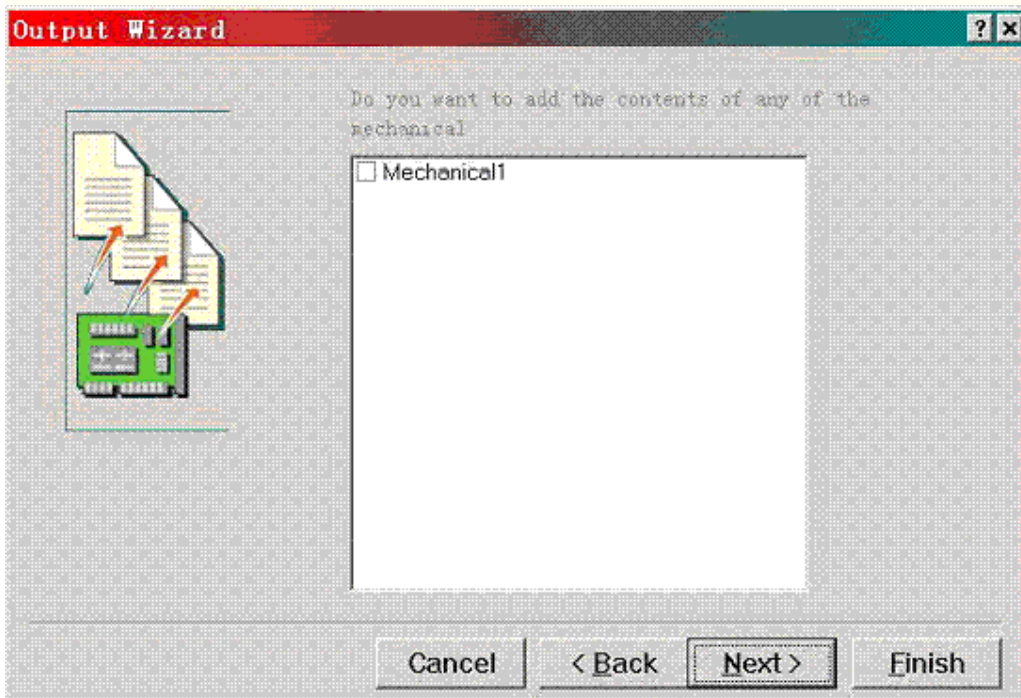 Output Wizard
? ×
Do you want to add the contents of any of the
mechanical
Mechanical1
Cancel
< Back
Next >
Finish